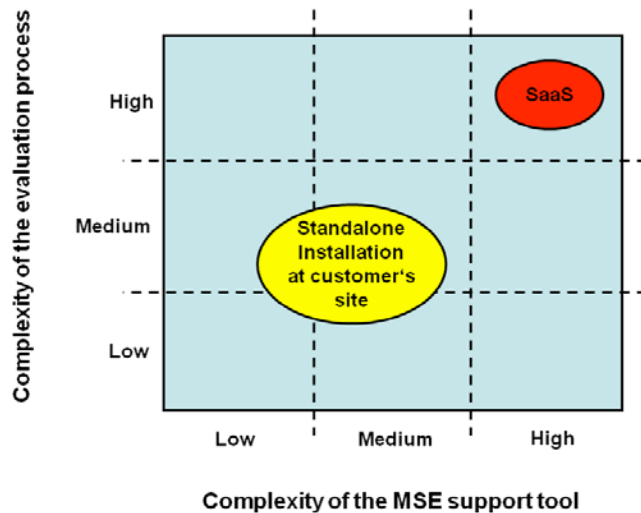 Complexity of the evaluation process
High
Medium
Low
SaaS
Standalone
Installation
at customer‘s
site
Low
Medium
High
Complexity of the MSE support tool